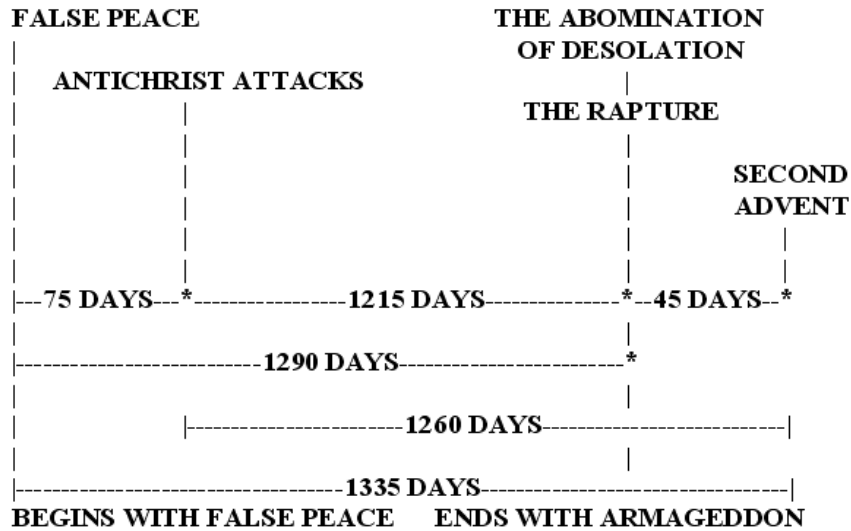 FALSE PEACE THE ABOMINATION
OF DESOLATION
ANTICHRIST ATTACKS
THE RAPTURE
SECOND
ADVENT
75 DAYS 1215 DAYS 45 DAYS
1290 DAYS
1260 DAYS
1335 DAYS
BEGINS WITH FALSE PEACE ENDS WITH ARMAGEDDON